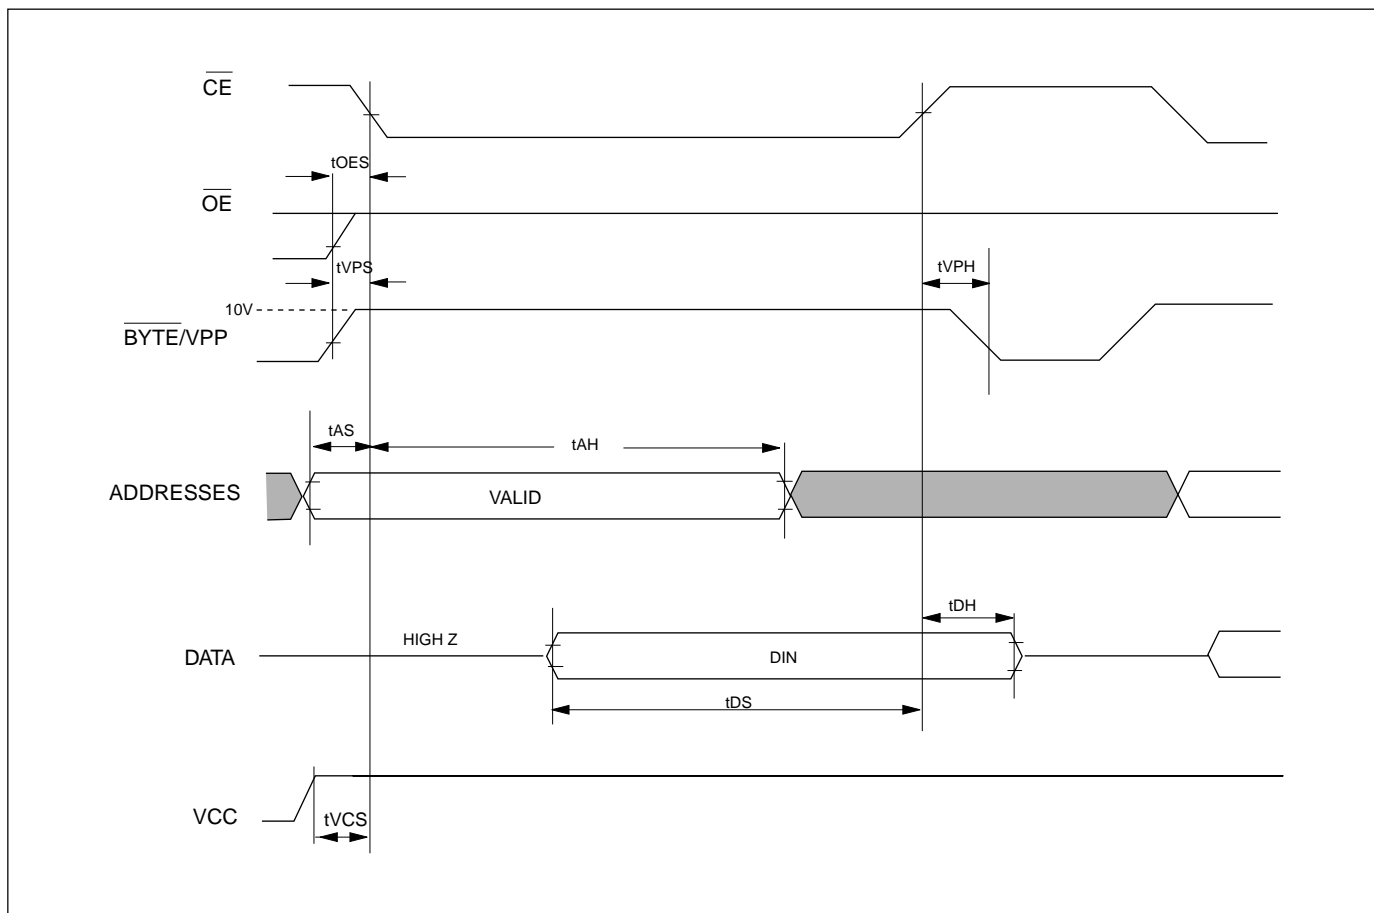 CE
tOES
OE
tVPS
tVPH
10V
BYTE/VPP
tAS
tAH
ADDRESSES
VALID
tDH
HIGH Z
DATA
DIN
tDS
VCC
tVCS